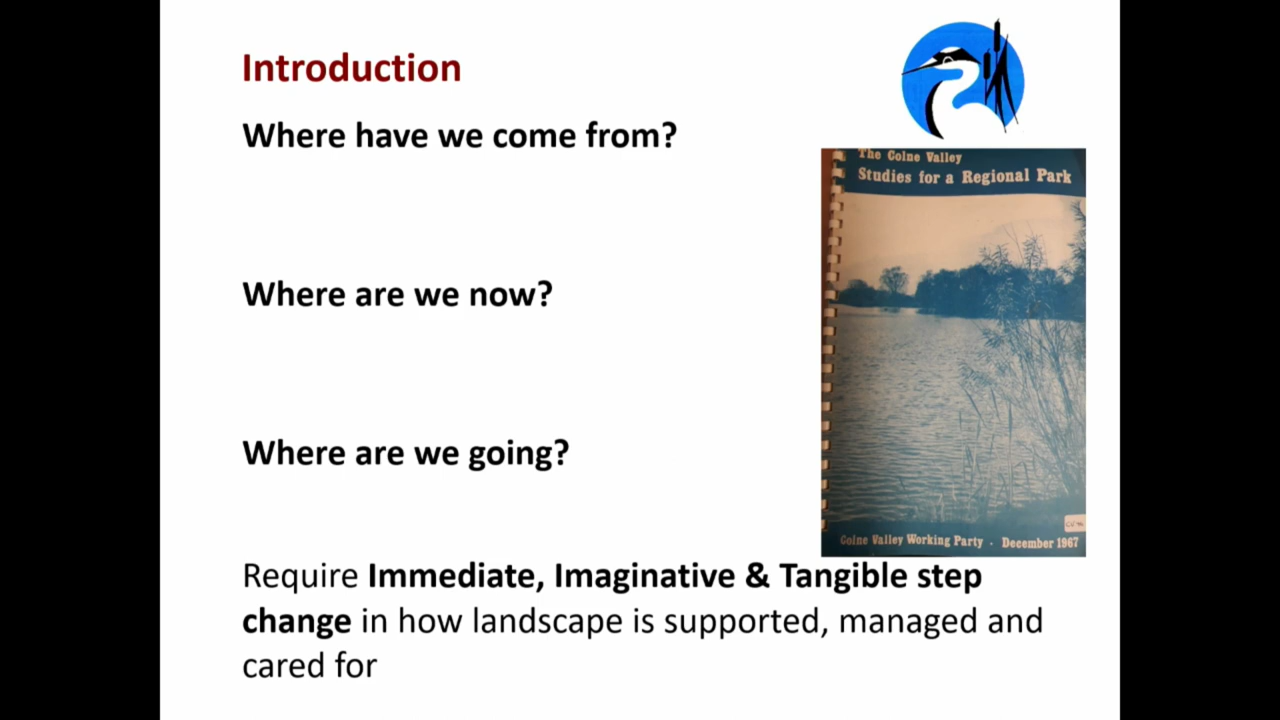 Introduction
Where have we come from?
The Colne Valley
Studies for a Regional Park
Where are we now?
Where are we going?
Colne Valley Working Party . December 1967
Require Immediate, Imaginative & Tangible step
change in how landscape is supported, managed and
cared for